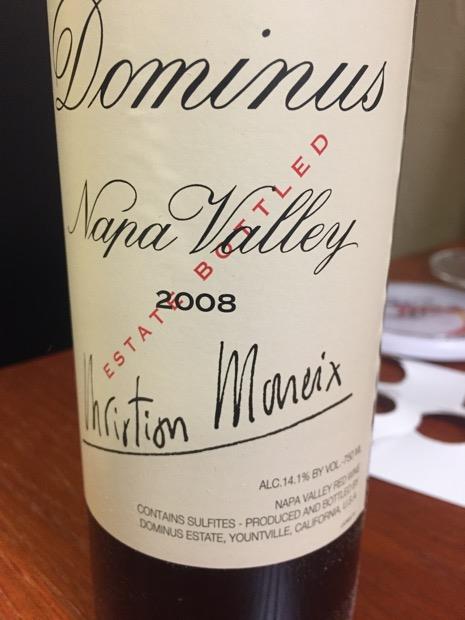 Dominus
Napa Valley
ESTATE BOTTLED
2008
Christian Moueix
ALC.14.1% BY VOL-750 ML
NAPA VALLEY RED WINE
CONTAINS SULFITES - PRODUCED AND BOTTLED BY
DOMINUS ESTATE, YOUNTVILLE, CALIFORNIA, U.S.A.